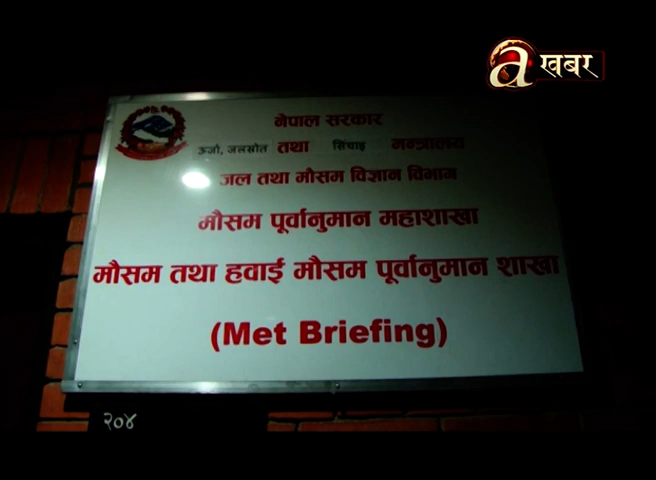 a खबर
नेपाल सरकार
ऊर्जा, जलस्रोत तथा सिंचाइ मन्त्रालय
जल तथा मौसम विज्ञान विभाग
मौसम पूर्वानुमान महाशाखा
मौसम तथा हवाई मौसम पूर्वानुमान शाखा
(Met Briefing)
२०४